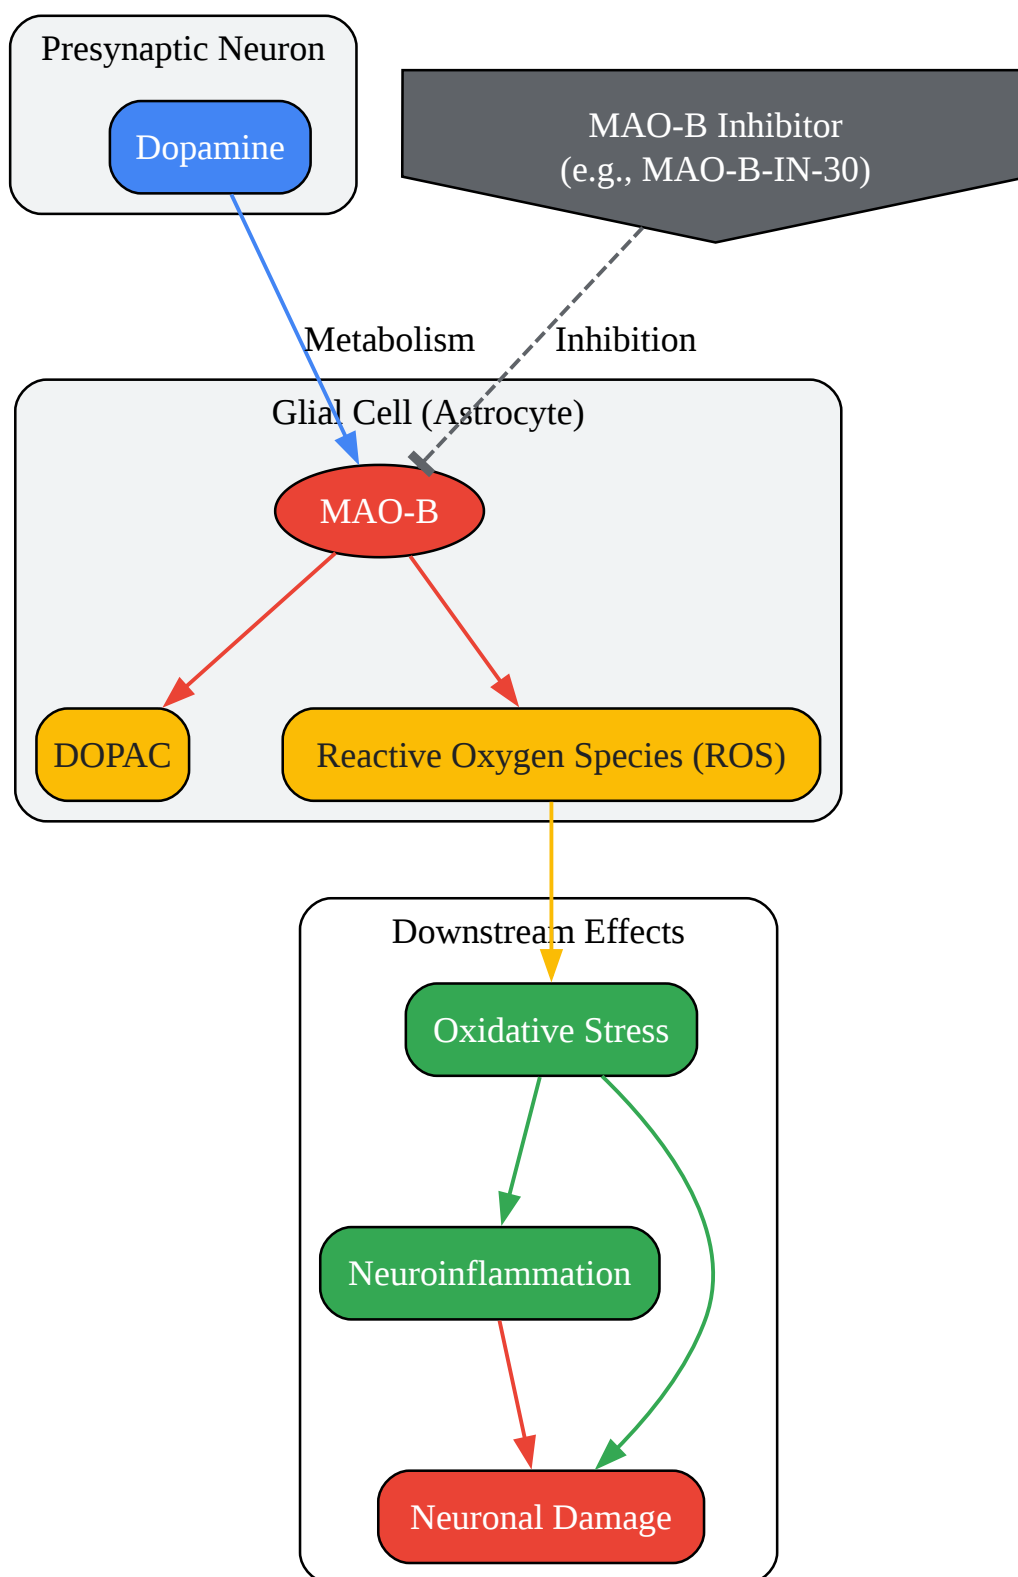 Presynaptic Neuron
Dopamine
MAO-B Inhibitor
(e.g., MAO-B-IN-30)
Metabolism
Inhibition
Glial Cell (Astrocyte)
MAO-B
DOPAC
Reactive Oxygen Species (ROS)
Downstream Effects
Oxidative Stress
Neuroinflammation
Neuronal Damage